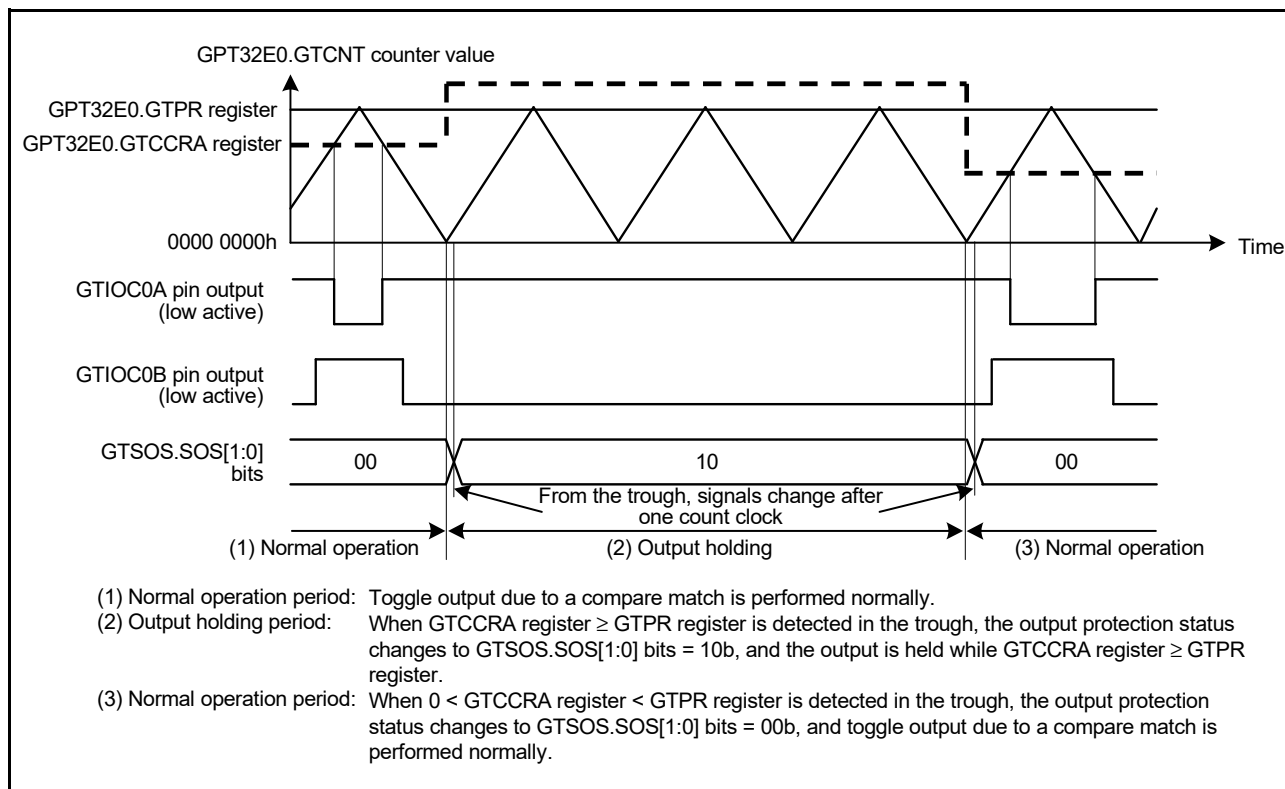 GPT32E0.GTCNT counter value
GPT32E0.GTPR register
GPT32E0.GTCCRA register
0000 0000h
Time
GTIOC0A pin output
(low active)
GTIOC0B pin output
(low active)
GTSOS.SOS[1:0]
bits
00
10
00
From the trough, signals change after
one count clock
(1) Normal operation
(2) Output holding
(3) Normal operation
(1) Normal operation period: Toggle output due to a compare match is performed normally.
(2) Output holding period: When GTCCRA register ≥ GTPR register is detected in the trough, the output protection status
changes to GTSOS.SOS[1:0] bits = 10b, and the output is held while GTCCRA register ≥ GTPR
register.
(3) Normal operation period: When 0 < GTCCRA register < GTPR register is detected in the trough, the output protection
status changes to GTSOS.SOS[1:0] bits = 00b, and toggle output due to a compare match is
performed normally.